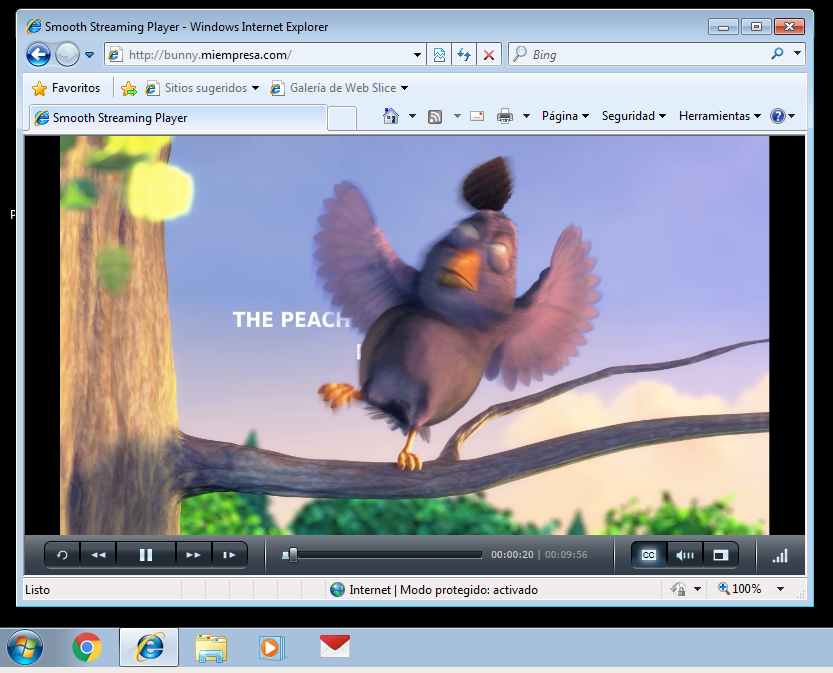 Smooth Streaming Player - Windows Internet Explorer
http://bunny.miempresa.com/
Bing
Favoritos
Sitios sugeridos
Galería de Web Slice
Smooth Streaming Player
Página
Seguridad
Herramientas
P
THE PEACH
00:00:20 | 00:09:56
CC
Listo
Internet | Modo protegido: activado
100%